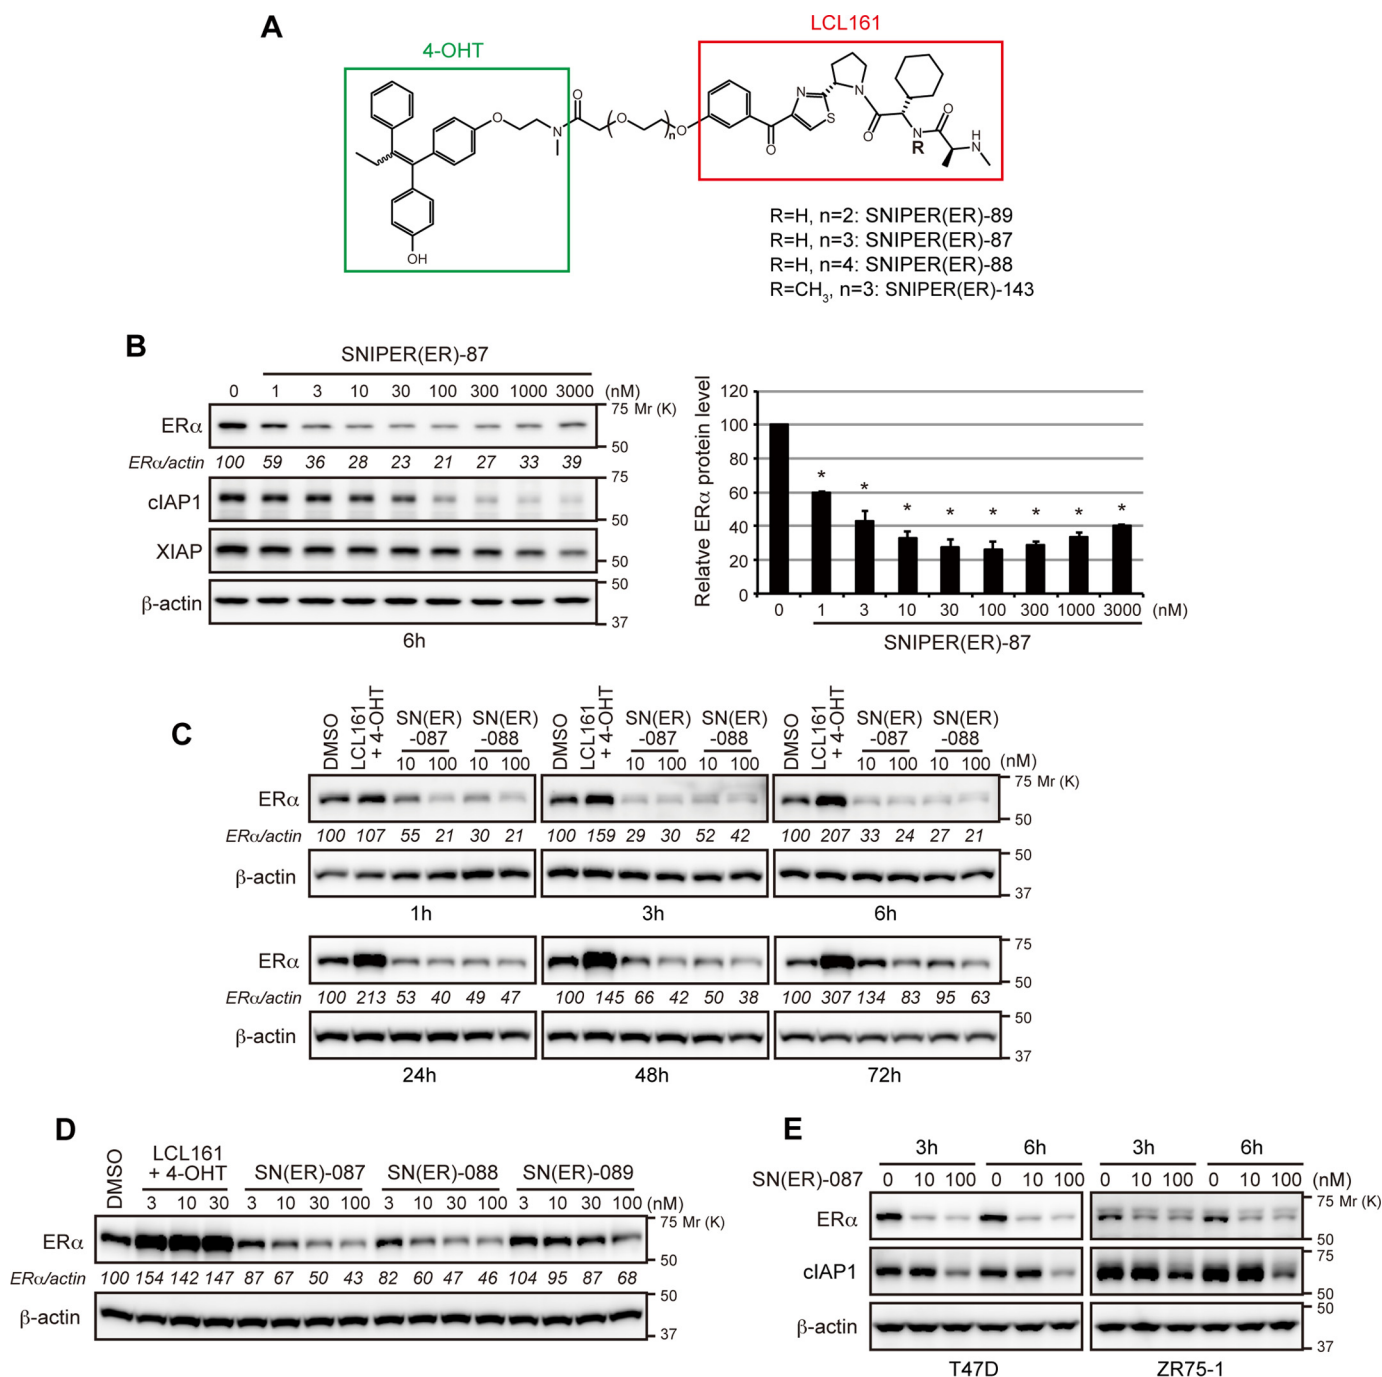 A
4-OHT
LCL161
O
O
N
O
n
O
O
N
S
N
O
N
R
O
H
N
OH
R=H, n=2: SNIPER(ER)-89
R=H, n=3: SNIPER(ER)-87
R=H, n=4: SNIPER(ER)-88
R=CH3, n=3: SNIPER(ER)-143
B
SNIPER(ER)-87
0 1 3 10 30 100 300 1000 3000 (nM)
75 Mr (K)
ERα
50
ERα/actin 100 59 36 28 23 21 27 33 39
75
cIAP1
50
XIAP
50
50
β-actin
37
6h
Relatve ERα protein level
120
100
80
60
40
20
0
* * * * * * * *
0 1 3 10 30 100 300 1000 3000 (nM)
SNIPER(ER)-87
C
DMSO LCL161 + 4-OHT SN(ER) -087 SN(ER) -088 DMSO LCL161 + 4-OHT SN(ER) -087 SN(ER) -088 DMSO LCL161 + 4-OHT SN(ER) -087 SN(ER) -088
10 100 10 100 10 100 10 100 10 100 10 100 (nM)
75 Mr (K)
ERα
50
ERα/actin 100 107 55 21 30 21 100 159 29 30 52 42 100 207 33 24 27 21
50
β-actin
37
1h 3h 6h
75
ERα
50
ERα/actin 100 213 53 40 49 47 100 145 66 42 50 38 100 307 134 83 95 63
50
β-actin
37
24h 48h 72h
D
DMSO LCL161 + 4-OHT SN(ER)-087 SN(ER)-088 SN(ER)-089
3 10 30 3 10 30 100 3 10 30 100 3 10 30 100 (nM)
75 Mr (K)
ERα
50
ERα/actin 100 154 142 147 87 67 50 43 82 60 47 46 104 95 87 68
50
β-actin
37
E
3h 6h 3h 6h
SN(ER)-087 0 10 100 0 10 100 0 10 100 0 10 100 (nM)
75 Mr (K)
ERα
50
75
cIAP1
50
50
β-actin
37
T47D ZR75-1